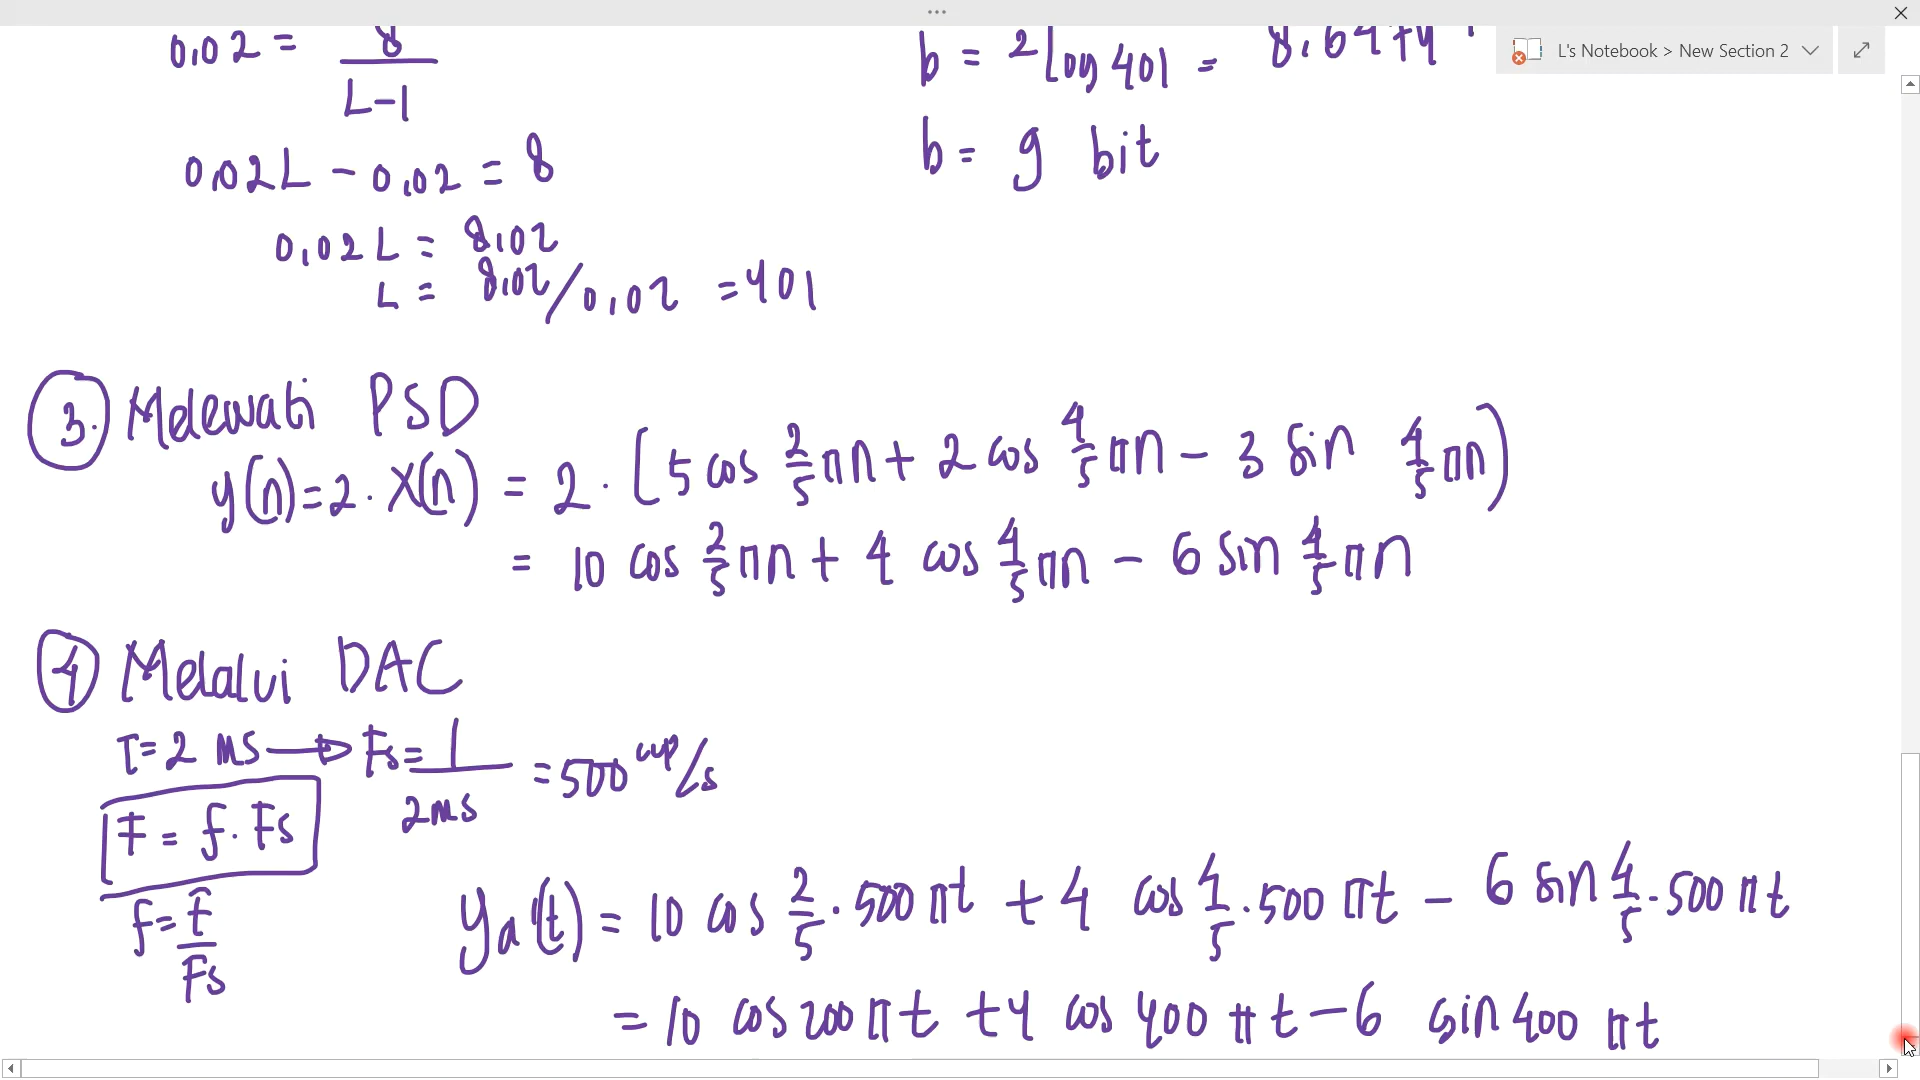 L's Notebook > New Section 2
0,02 = 8 / L-1
b = ²log 401 =
b = 9 bit
0,02L - 0,02 = 8
0,02 L = 8,02
L = 8,02/0,02 = 401
3. Melewati PSD
y(n) = 2 . x(n) = 2 . [5 cos 2/5 πn + 2 cos 4/5 πn - 3 sin 4/5 πn)
= 10 cos 2/5 πn + 4 cos 4/5 πn - 6 sin 4/5 πn
4 Melalui DAC
T = 2 ms → Fs = 1 / 2ms = 500 cup/s
F = f . Fs
f = F / Fs
ya(t) = 10 cos 2/5 . 500 πt + 4 cos 4/5 . 500 πt - 6 sin 4/5 . 500 πt
= 10 cos 200 πt + 4 cos 400 πt - 6 sin 400 πt